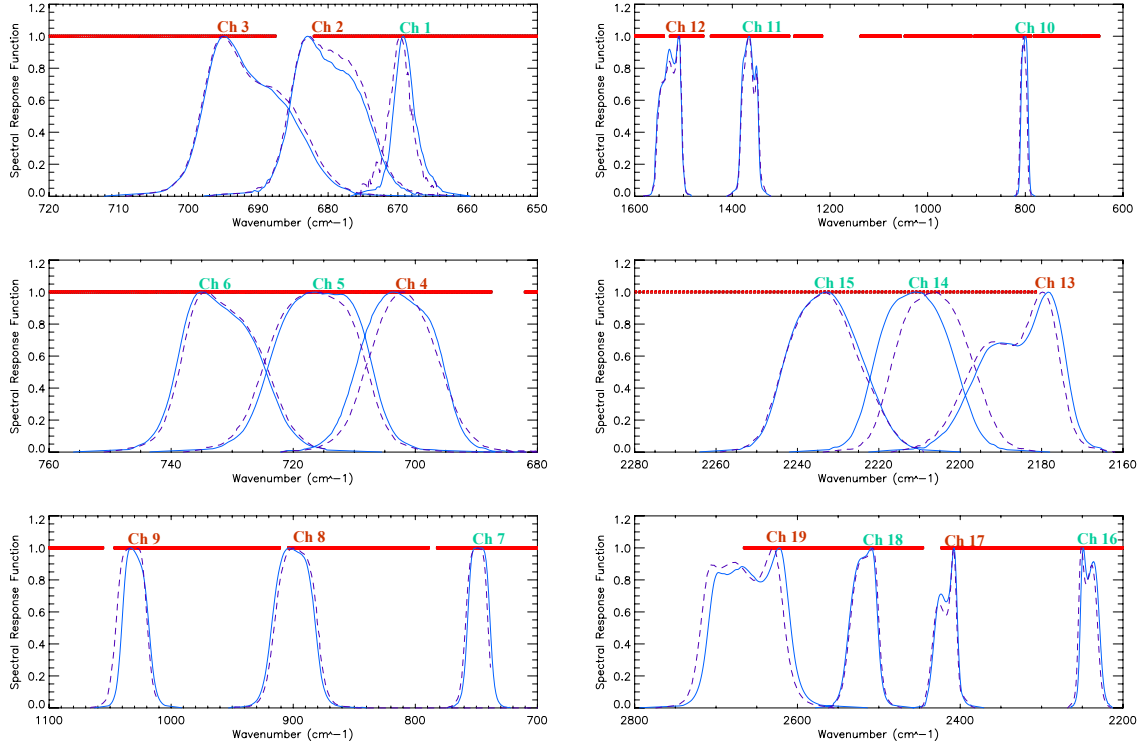 Ch 3
Ch 2
Ch 1
1.2
1.0
0.8
0.6
0.4
0.2
0.0
720
710
700
690
680
670
660
650
Wavenumber (cm^−1)
Spectral Response Function
Ch 12
Ch 11
Ch 10
1.2
1.0
0.8
0.6
0.4
0.2
0.0
1600
1400
1200
1000
800
600
Wavenumber (cm^−1)
Spectral Response Function
Ch 6
Ch 5
Ch 4
1.2
1.0
0.8
0.6
0.4
0.2
0.0
760
740
720
700
680
Wavenumber (cm^−1)
Spectral Response Function
Ch 15
Ch 14
Ch 13
1.2
1.0
0.8
0.6
0.4
0.2
0.0
2280
2260
2240
2220
2200
2180
2160
Wavenumber (cm^−1)
Spectral Response Function
Ch 9
Ch 8
Ch 7
1.2
1.0
0.8
0.6
0.4
0.2
0.0
1100
1000
900
800
700
Wavenumber (cm^−1)
Spectral Response Function
Ch 19
Ch 18
Ch 17
Ch 16
1.2
1.0
0.8
0.6
0.4
0.2
0.0
2800
2600
2400
2200
Wavenumber (cm^−1)
Spectral Response Function